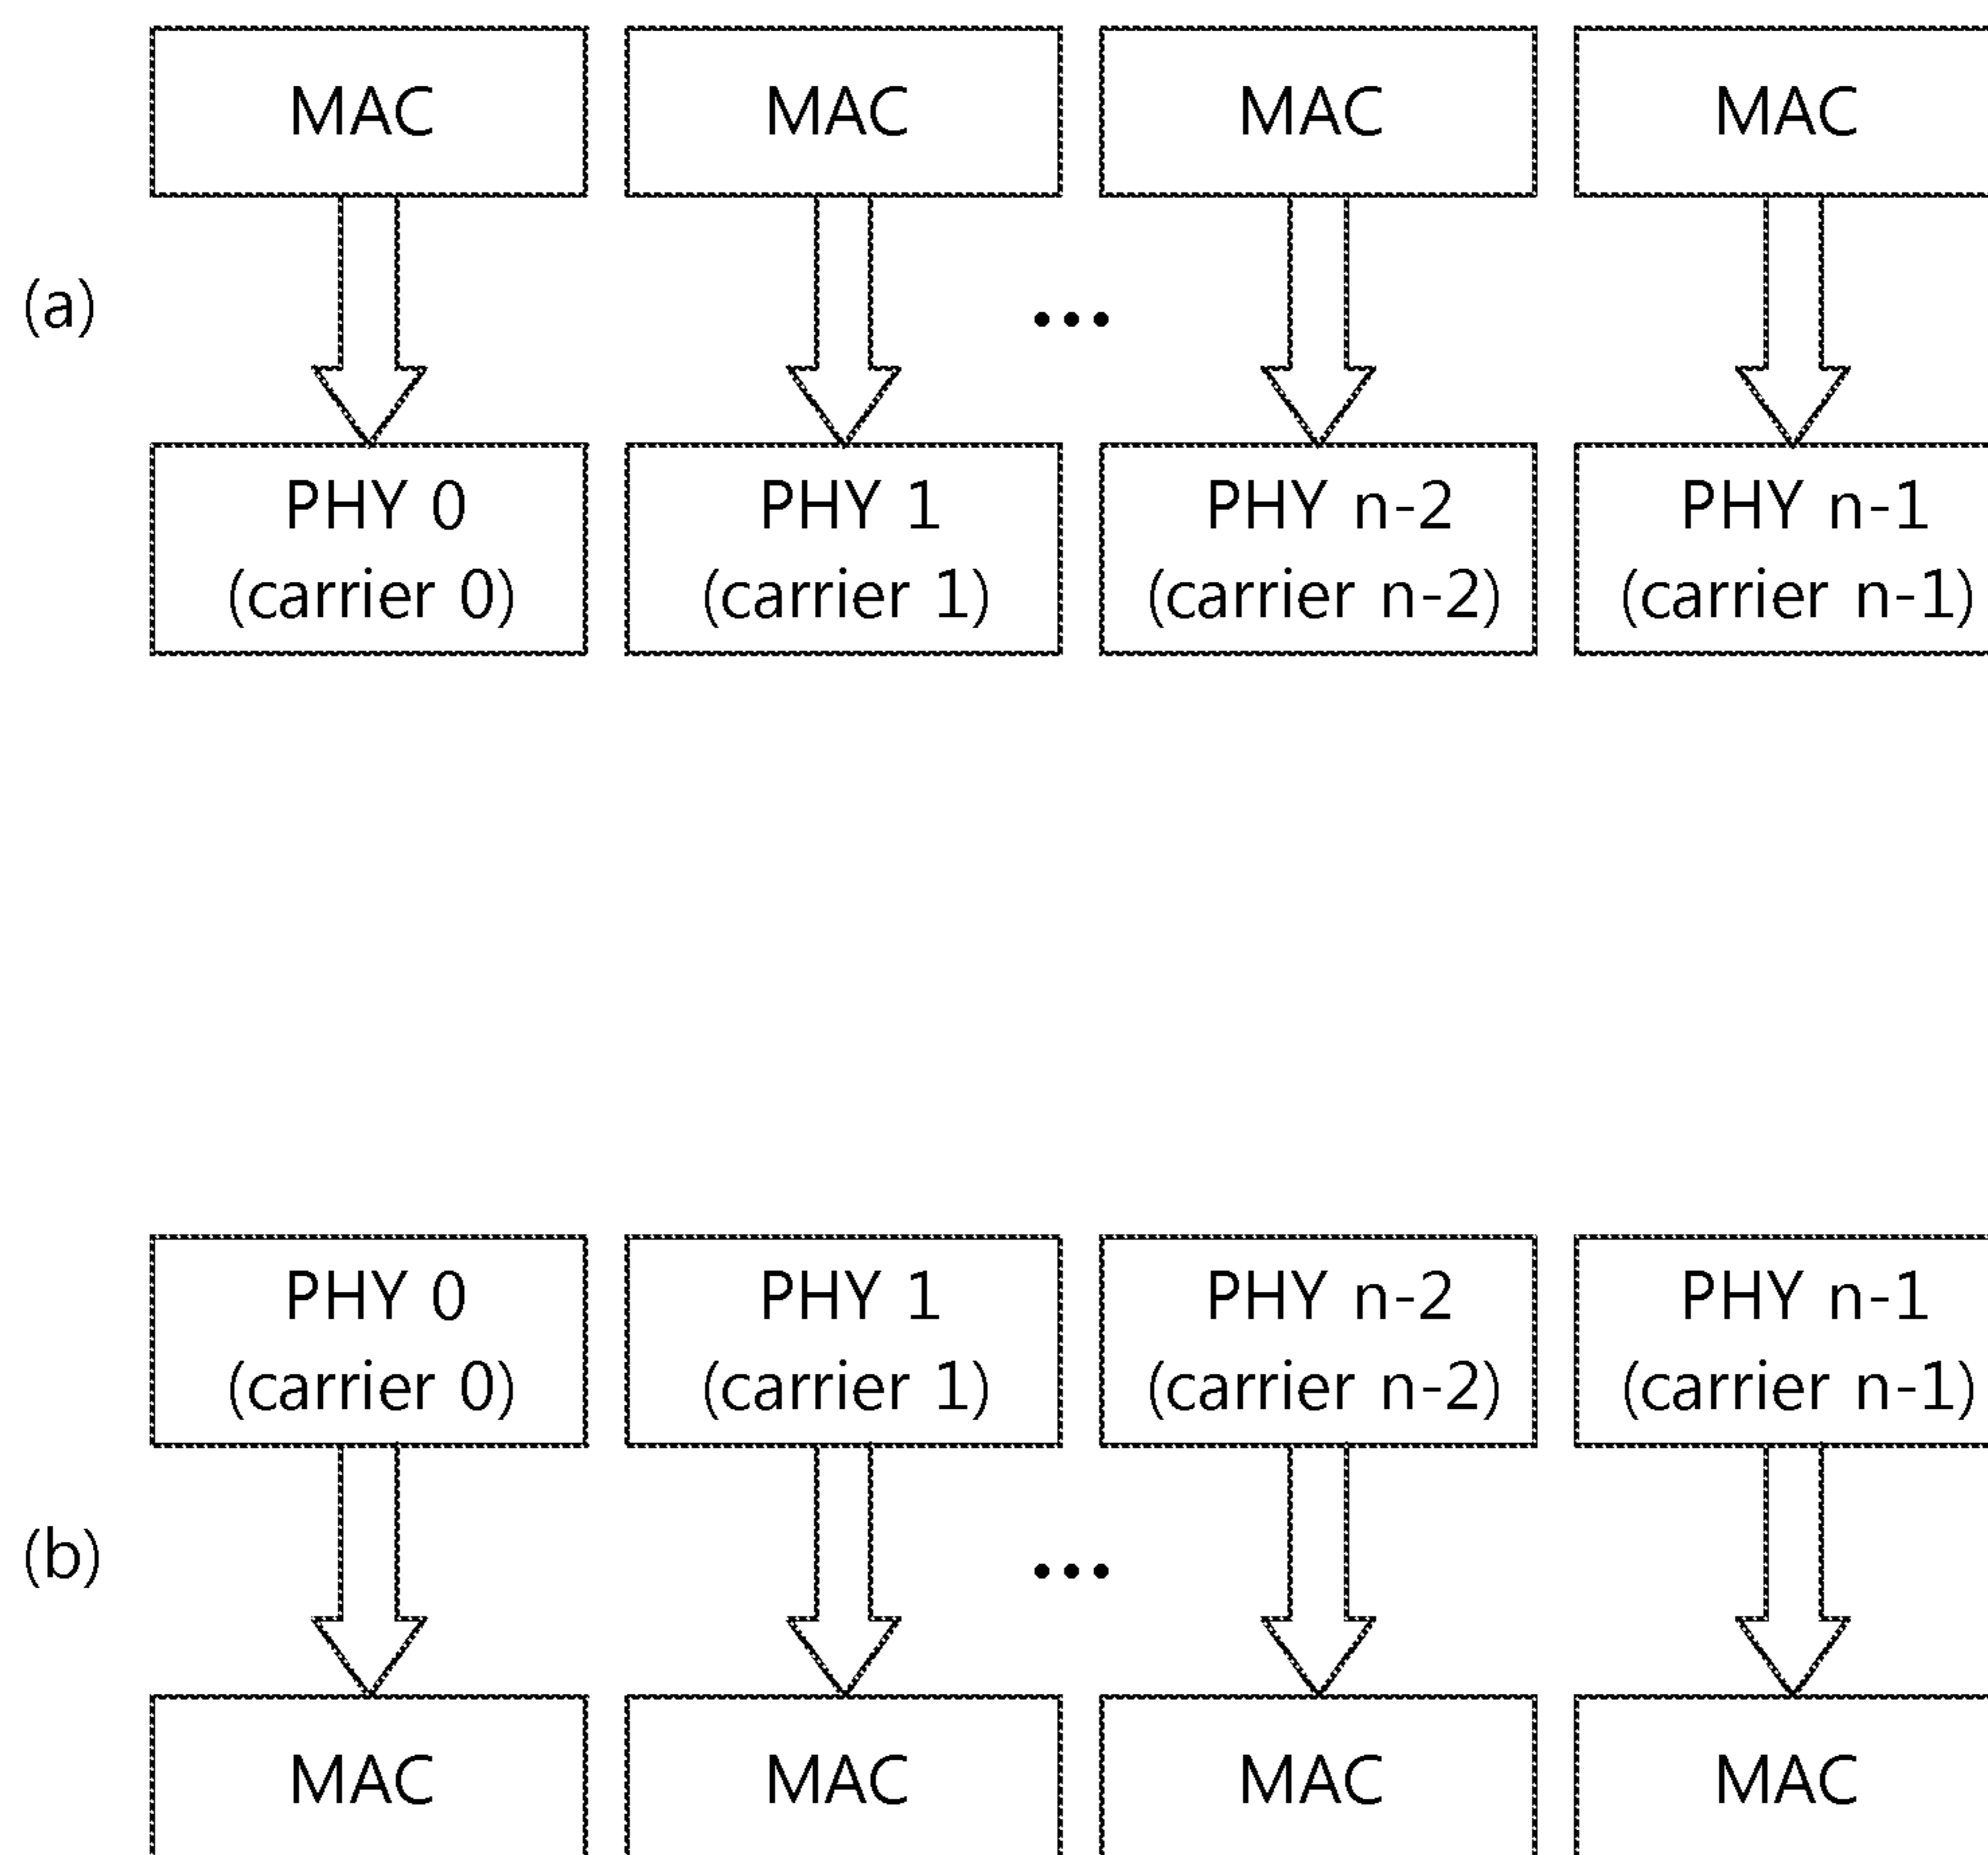 MAC MAC MAC MAC
(a)
...
PHY 0 PHY 1 PHY n-2 PHY n-1
(carrier 0) (carrier 1) (carrier n-2) (carrier n-1)
PHY 0 PHY 1 PHY n-2 PHY n-1
(carrier 0) (carrier 1) (carrier n-2) (carrier n-1)
(b)
...
MAC MAC MAC MAC